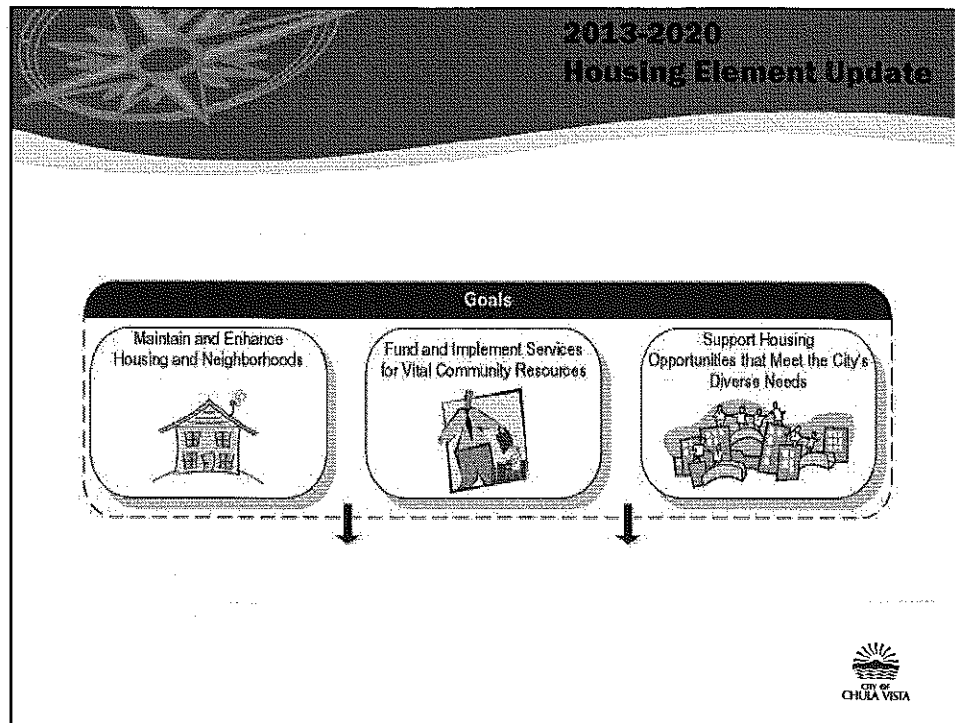 2013-2020
Housing Element Update
Goals
Maintain and Enhance
Housing and Neighborhoods
Fund and Implement Services
for Vital Community Resources
Support Housing
Opportunities that Meet the City's
Diverse Needs
CITY OF
CHULA VISTA